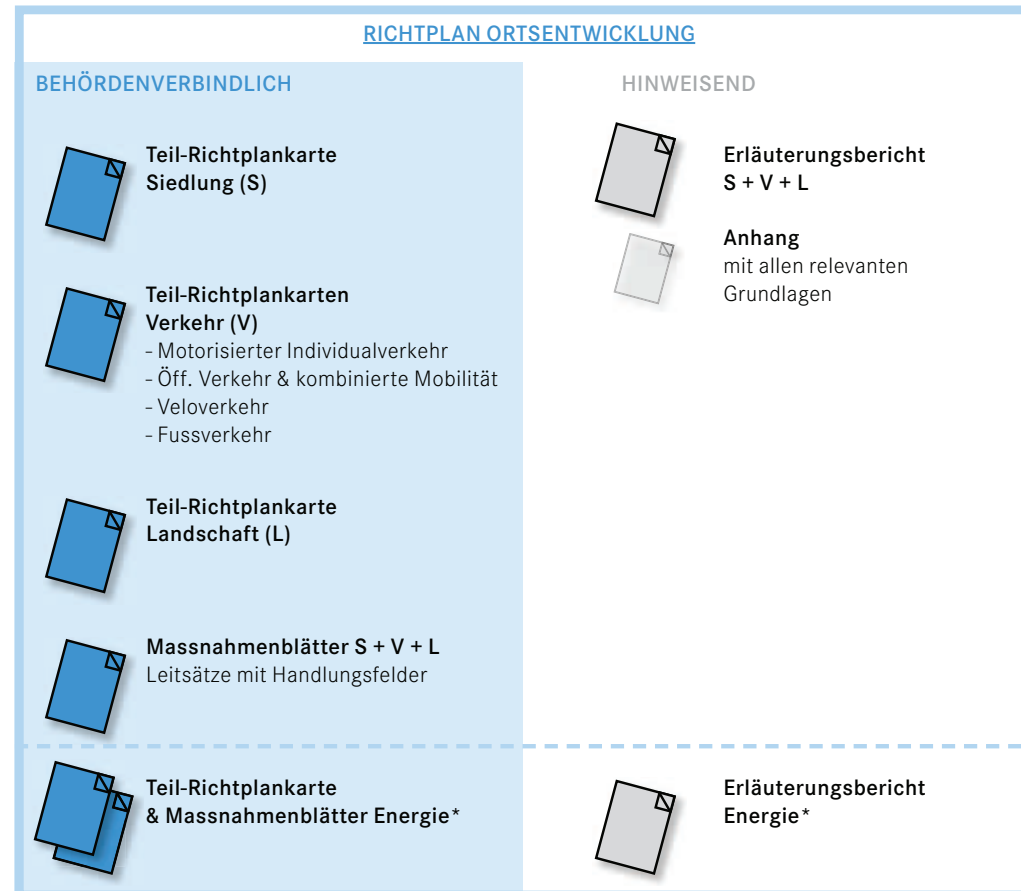 RICHTPLAN ORTSENTWICKLUNG
BEHÖRDENVERBINDLICH
Teil-Richtplankarte
Siedlung (S)
Teil-Richtplankarten
Verkehr (V)
- Motorisierter Individualverkehr
- Öff. Verkehr & kombinierte Mobilität
- Veloverkehr
- Fussverkehr
Teil-Richtplankarte
Landschaft (L)
Massnahmenblätter S + V + L
Leitsätze mit Handlungsfelder
Teil-Richtplankarte
& Massnahmenblätter Energie*
HINWEISEND
Erläuterungsbericht
S + V + L
Anhang
mit allen relevanten
Grundlagen
Erläuterungsbericht
Energie*